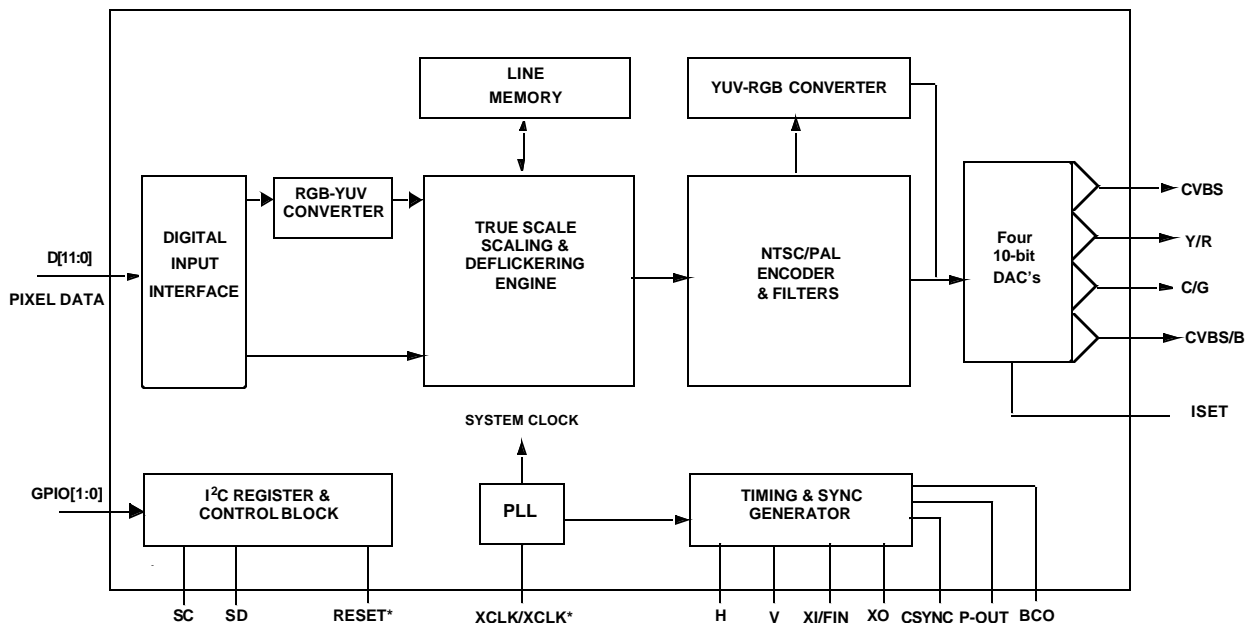 LINE
MEMORY
YUV-RGB CONVERTER
RGB-YUV
CONVERTER
DIGITAL
INPUT
INTERFACE
TRUE SCALE
SCALING &
DEFLICKERING
ENGINE
NTSC/PAL
ENCODER
& FILTERS
Four
10-bit
DAC's
CVBS
Y/R
C/G
CVBS/B
ISET
D[11:0]
PIXEL DATA
SYSTEM CLOCK
GPIO[1:0]
I2C REGISTER &
CONTROL BLOCK
PLL
TIMING & SYNC
GENERATOR
SC
SD
RESET*
XCLK/XCLK*
H
V
XI/FIN
XO
CSYNC
P-OUT
BCO